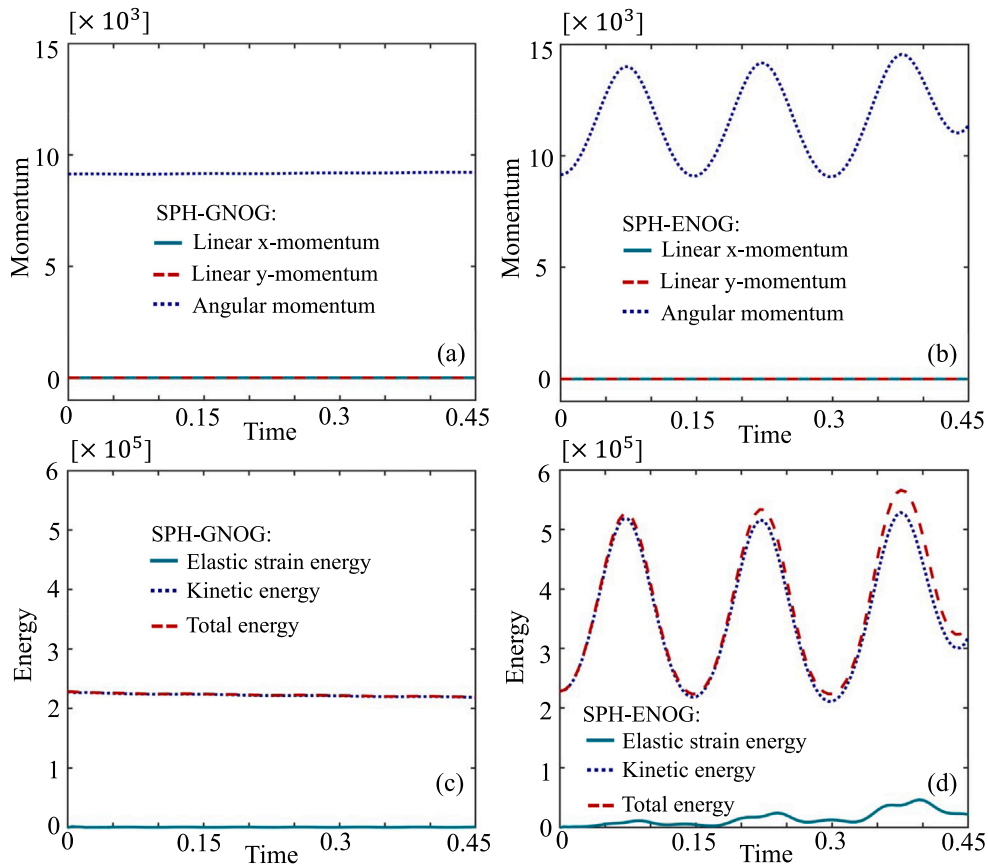 [× 10³]
15
10
5
0
Momentum
SPH-GNOG:
Linear x-momentum
Linear y-momentum
Angular momentum
(a)
0
0.15
0.3
0.45
Time
[× 10³]
15
10
5
0
Momentum
SPH-ENOG:
Linear x-momentum
Linear y-momentum
Angular momentum
(b)
0
0.15
0.3
0.45
Time
[× 10⁵]
6
5
4
3
2
1
0
Energy
SPH-GNOG:
Elastic strain energy
Kinetic energy
Total energy
(c)
0
0.15
0.3
0.45
Time
[× 10⁵]
6
5
4
3
2
1
0
Energy
SPH-ENOG:
Elastic strain energy
Kinetic energy
Total energy
(d)
0
0.15
0.3
0.45
Time